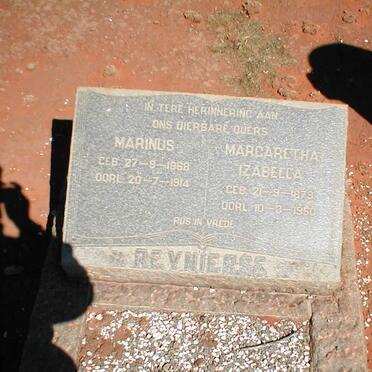 IN TERE HERINNERING AAN
ONS DIERBARE OUERS
MARINUS
GEB. 27-8-1868
OORL. 20-7-1914
MARGARETHA
IZABELLA
GEB. 21-9-1879
OORL. 10-8-1950
RUS IN VREDE
REYNIERSE